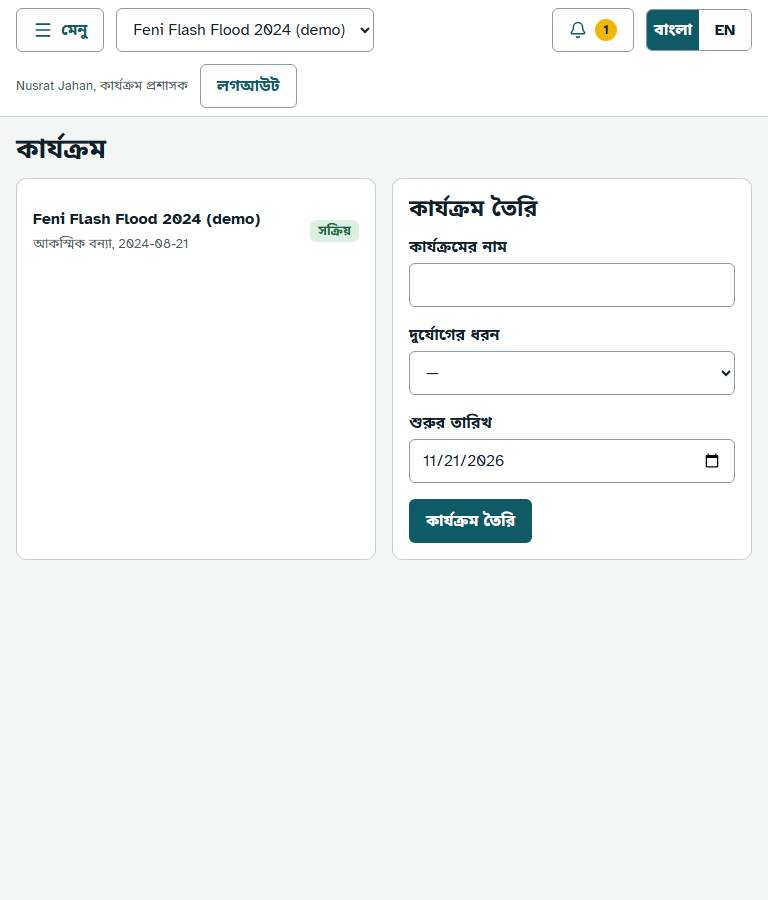 মেনু
Feni Flash Flood 2024 (demo)
1
বাংলা
EN
Nusrat Jahan, কার্যক্রম প্রশাসক
লগআউট
কার্যক্রম
Feni Flash Flood 2024 (demo)
আকস্মিক বন্যা, 2024-08-21
সক্রিয়
কার্যক্রম তৈরি
কার্যক্রমের নাম
দুর্যোগের ধরন
—
শুরুর তারিখ
11/21/2026
কার্যক্রম তৈরি